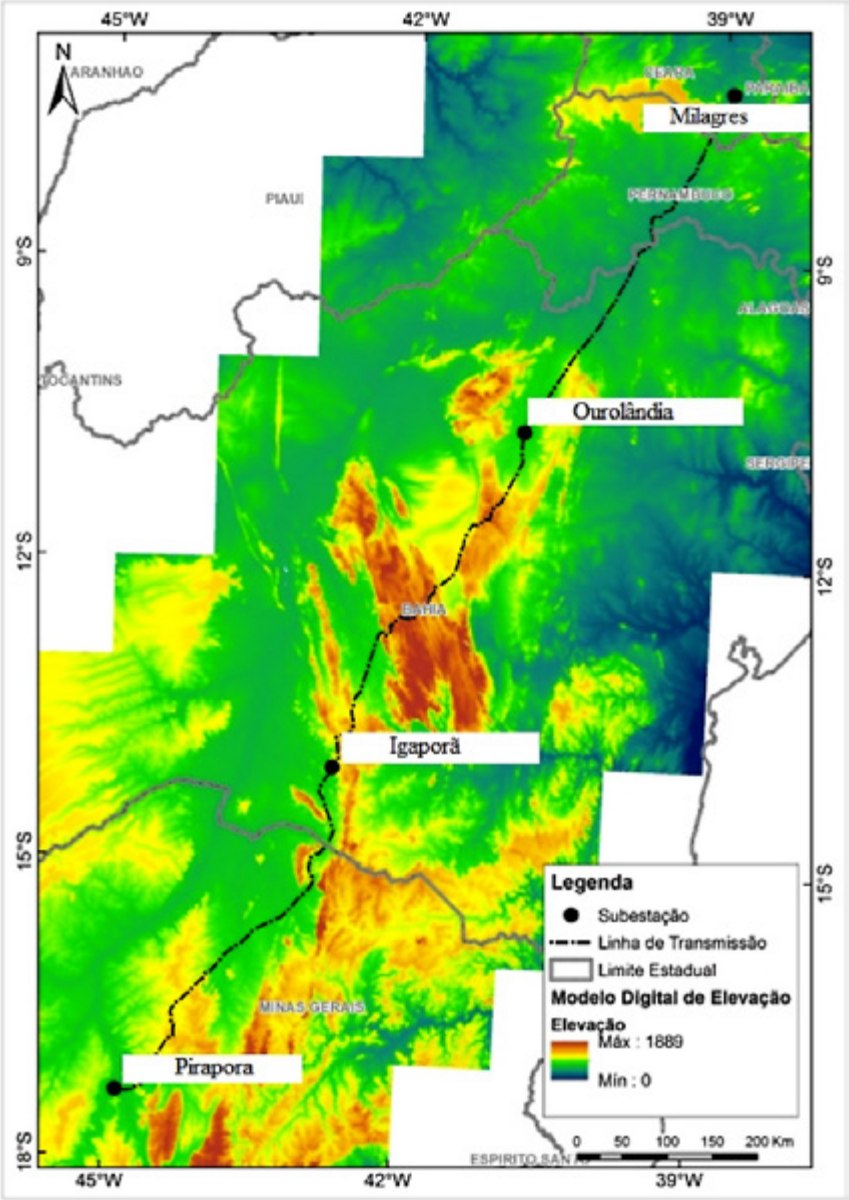 45°W 42°W 39°W
N
ARANHAO
CEARA
PARAIBA
Milagres
PIAUI
PERNAMBUCO
9°S
9°S
ALAGOAS
TOCANTINS
Ourolândia
SERGIPE
12°S
12°S
BAHIA
Igaporã
15°S
15°S
Legenda
Subestação
Linha de Transmissão
Limite Estadual
Modelo Digital de Elevação
Elevação
Máx : 1889
Mín : 0
MINAS GERAIS
Pirapora
18°S
ESPIRITO SANTO
0 50 100 150 200 Km
45°W 42°W 39°W